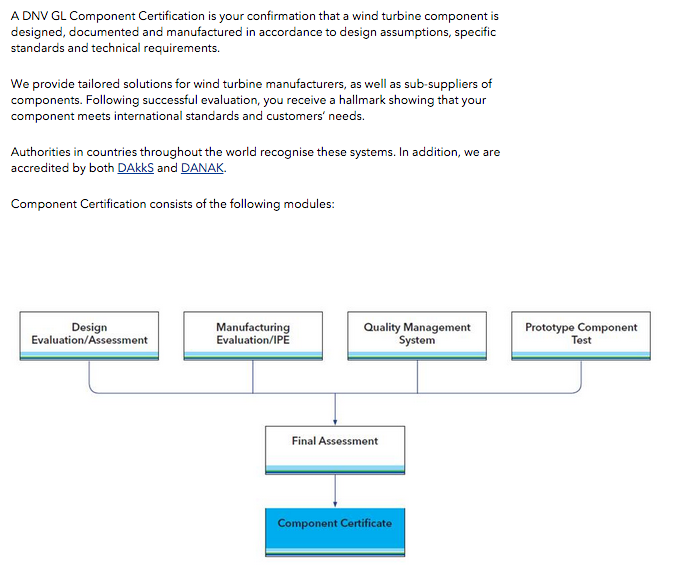 A DNV GL Component Certification is your confirmation that a wind turbine component is
designed, documented and manufactured in accordance to design assumptions, specific
standards and technical requirements.
We provide tailored solutions for wind turbine manufacturers, as well as sub-suppliers of
components. Following successful evaluation, you receive a hallmark showing that your
component meets international standards and customers' needs.
Authorities in countries throughout the world recognise these systems. In addition, we are
accredited by both DAkkS and DANAK.
Component Certification consists of the following modules:
Design
Evaluation/Assessment
Manufacturing
Evaluation/IPE
Quality Management
System
Prototype Component
Test
Final Assessment
Component Certificate